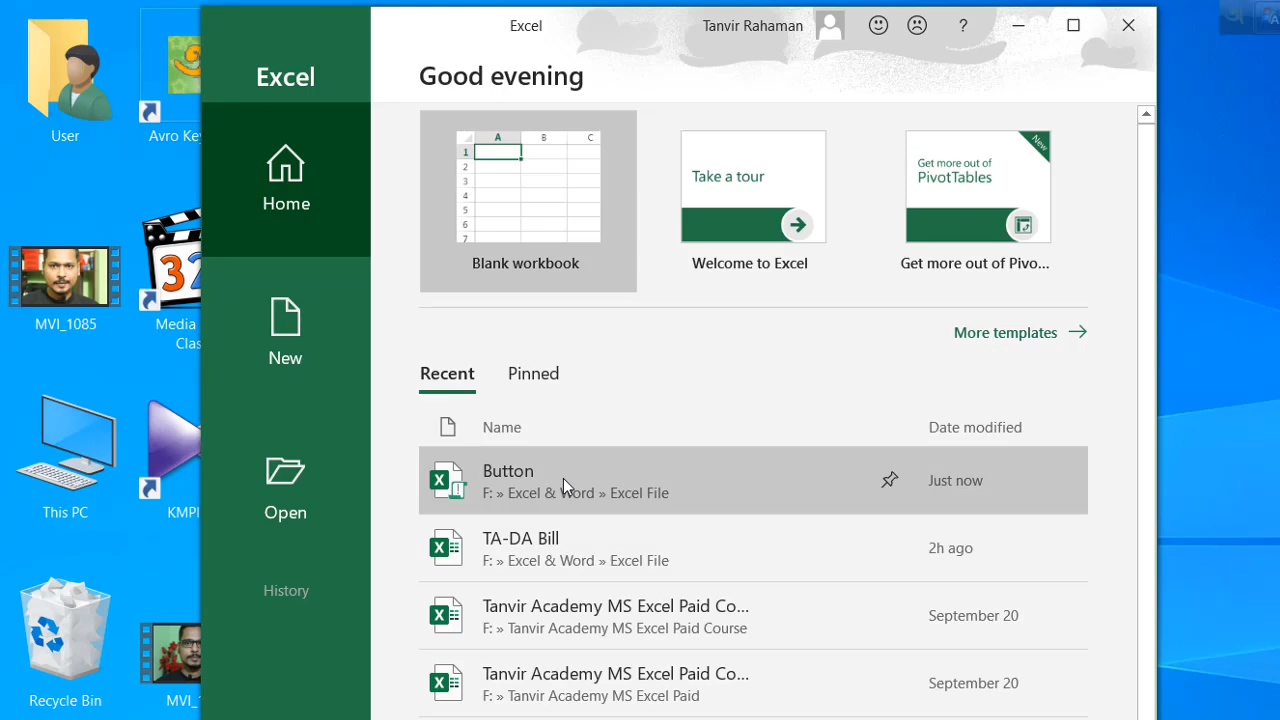 Excel
Tanvir Rahaman
?
Excel
Good evening
Home
New
Open
History
A B C
1
2
3
4
5
6
7
Blank workbook
Take a tour
Welcome to Excel
New
Get more out of
PivotTables
Get more out of Pivo...
More templates
Recent
Pinned
Name
Date modified
Button
F: » Excel & Word » Excel File
Just now
TA-DA Bill
F: » Excel & Word » Excel File
2h ago
Tanvir Academy MS Excel Paid Co...
F: » Tanvir Academy MS Excel Paid Course
September 20
Tanvir Academy MS Excel Paid Co...
F: » Tanvir Academy MS Excel Paid
September 20
User
Avro Ke
MVI_1085
Media
Clas
32
This PC
KMPl
Recycle Bin
MVI_1